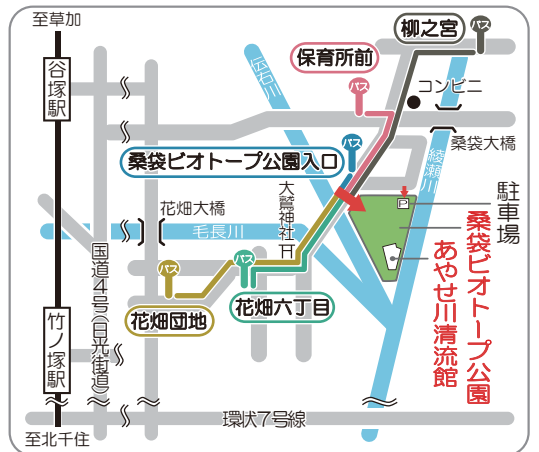 至草加
谷塚駅
国道4号(日光街道)
竹ノ塚駅
至北千住
伝右川
保育所前
バス
柳之宮
バス
コンビニ
桑袋大橋
綾瀬川
桑袋ビオトープ公園入口
バス
花畑大橋
毛長川
大鷲神社
駐車場
P
桑袋ビオトープ公園
あやせ川清流館
バス
花畑団地
バス
花畑六丁目
環状7号線